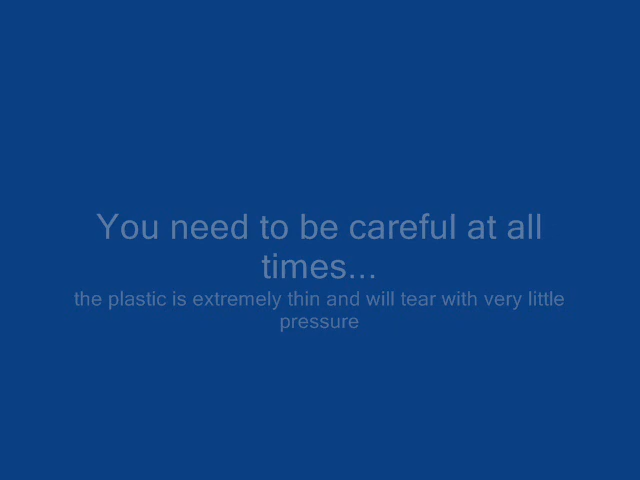 You need to be careful at all
times...
the plastic is extremely thin and will tear with very little
pressure